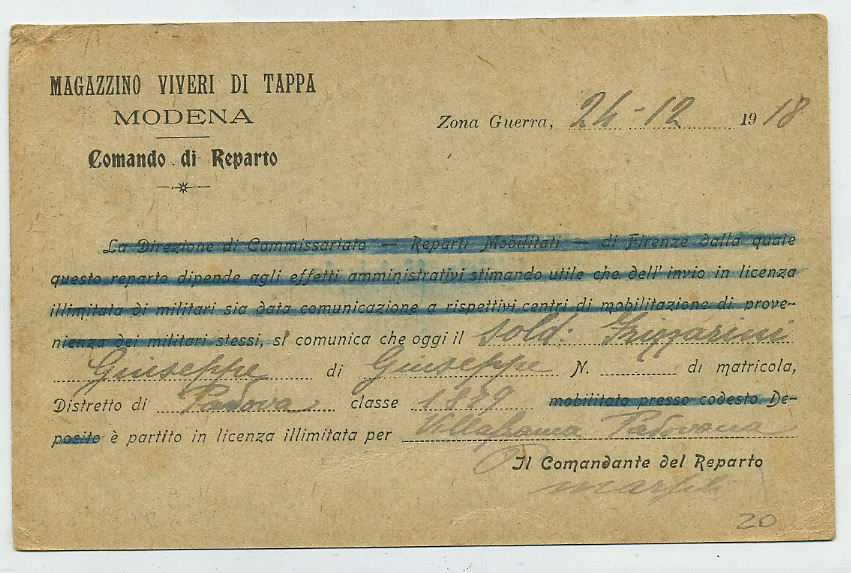 MAGAZZINO VIVERI DI TAPPA
MODENA
Comando di Reparto
Zona Guerra, 24-12 1918
La Direzione di Commissariato — Reparti Mobilitati — di Firenze dalla quale
questo reparto dipende agli effetti amministrativi stimando utile che dell' invio in licenza
illimitata di militari sia data comunicazione a rispettivi centri di mobilitazione di prove-
nienza dei militari stessi, si comunica che oggi il sold:
Giuseppe di Giuseppe N. di matricola,
Distretto di Padova classe 1879 mobilitato presso codesto De-
posito è partito in licenza illimitata per Villafranca Padovana
Il Comandante del Reparto
20